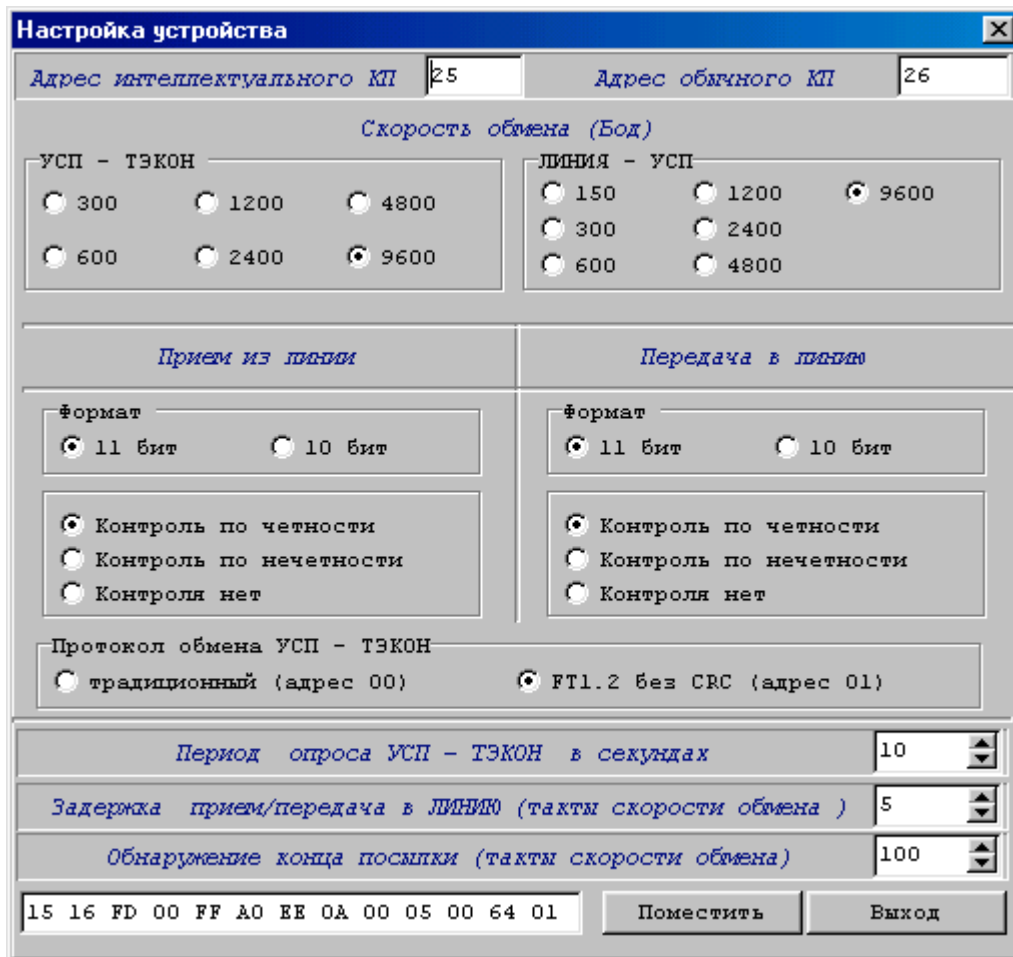 Настройка устройства
Адрес интеллектуального КП 25 Адрес обычного КП 26
Скорость обмена (Бод)
УСП - ТЭКОН
300 1200 4800
600 2400 9600
ЛИНИЯ - УСП
150 1200 9600
300 2400
600 4800
Прием из линии
Передача в линию
Формат
11 бит 10 бит
Контроль по четности
Контроль по нечетности
Контроля нет
Формат
11 бит 10 бит
Контроль по четности
Контроль по нечетности
Контроля нет
Протокол обмена УСП - ТЭКОН
традиционный (адрес 00) FT1.2 без CRC (адрес 01)
Период опроса УСП - ТЭКОН в секундах 10
Задержка прием/передача в ЛИНИЮ (такты скорости обмена ) 5
Обнаружение конца посылки (такты скорости обмена) 100
15 16 FD 00 FF A0 EE 0A 00 05 00 64 01 Поместить Выход